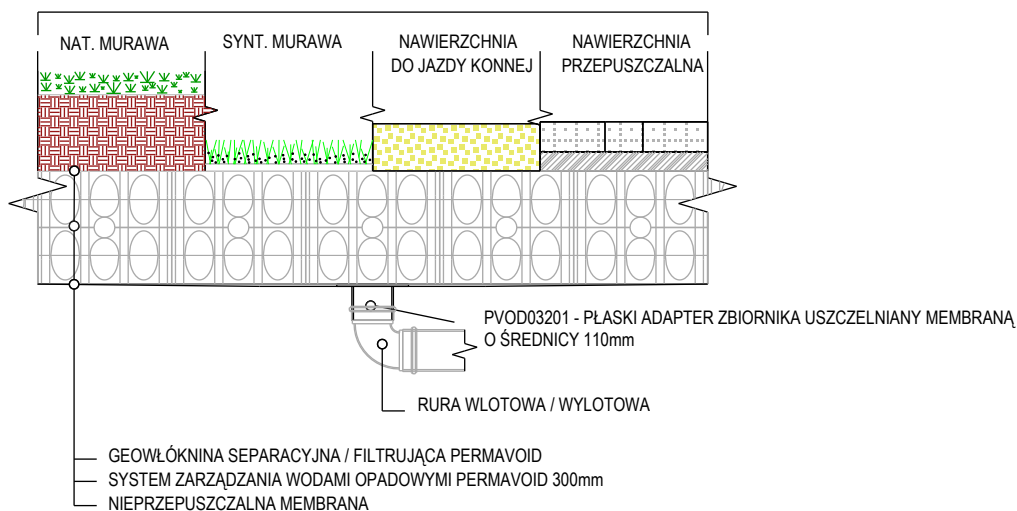 NAT. MURAWA
SYNT. MURAWA
NAWIERZCHNIA
DO JAZDY KONNEJ
NAWIERZCHNIA
PRZEPUSZCZALNA
PVOD03201 - PŁASKI ADAPTER ZBIORNIKA USZCZELNIANY MEMBRANĄ
O ŚREDNICY 110mm
RURA WLOTOWA / WYLOTOWA
GEOWŁÓKNINA SEPARACYJNA / FILTRUJĄCA PERMAVOID
SYSTEM ZARZĄDZANIA WODAMI OPADOWYMI PERMAVOID 300mm
NIEPRZEPUSZCZALNA MEMBRANA